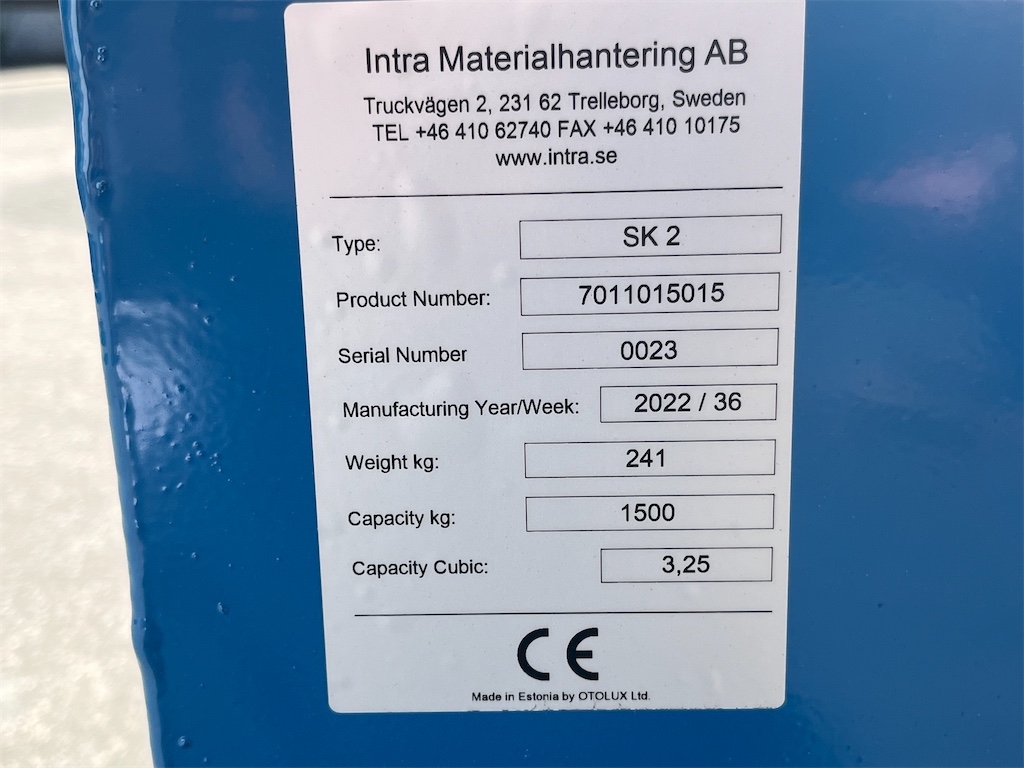 Intra Materialhantering AB
Truckvägen 2, 231 62 Trelleborg, Sweden
TEL +46 410 62740 FAX +46 410 10175
www.intra.se
Type: SK 2
Product Number: 7011015015
Serial Number 0023
Manufacturing Year/Week: 2022 / 36
Weight kg: 241
Capacity kg: 1500
Capacity Cubic: 3,25
CE
Made in Estonia by OTOLUX Ltd.